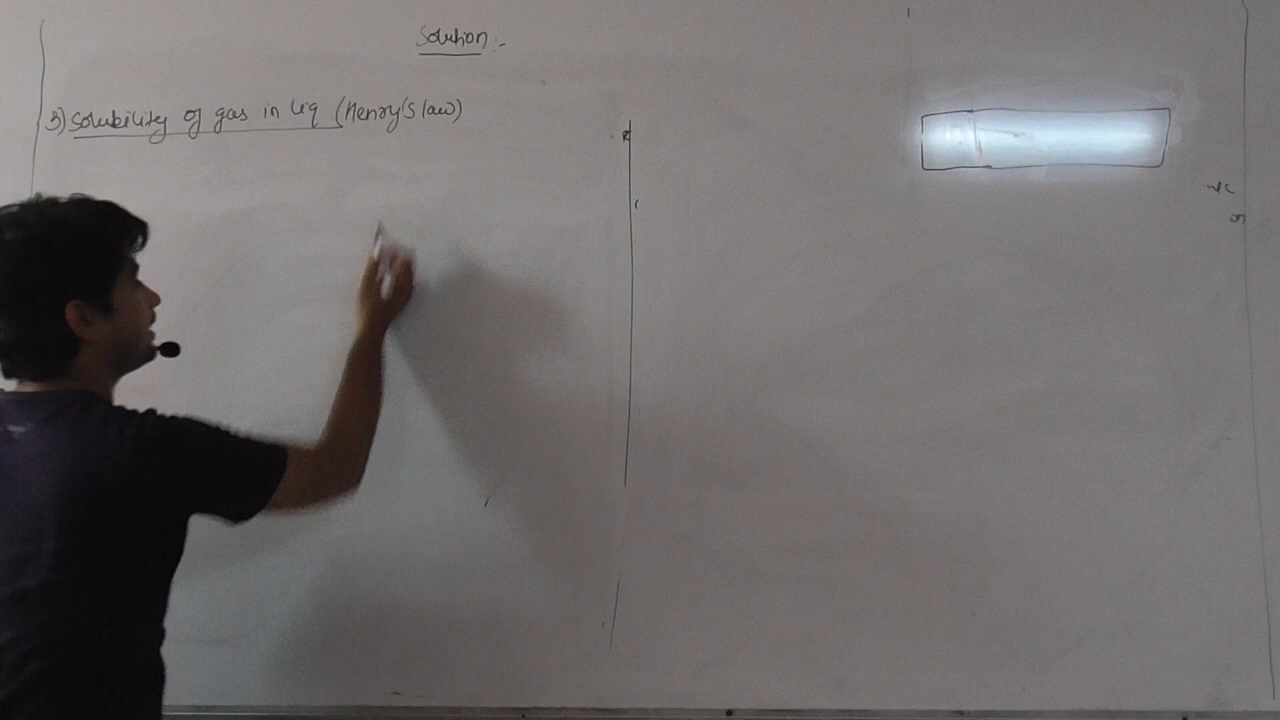 Solution :-
3) Solubility of gas in liq (Henry's law)